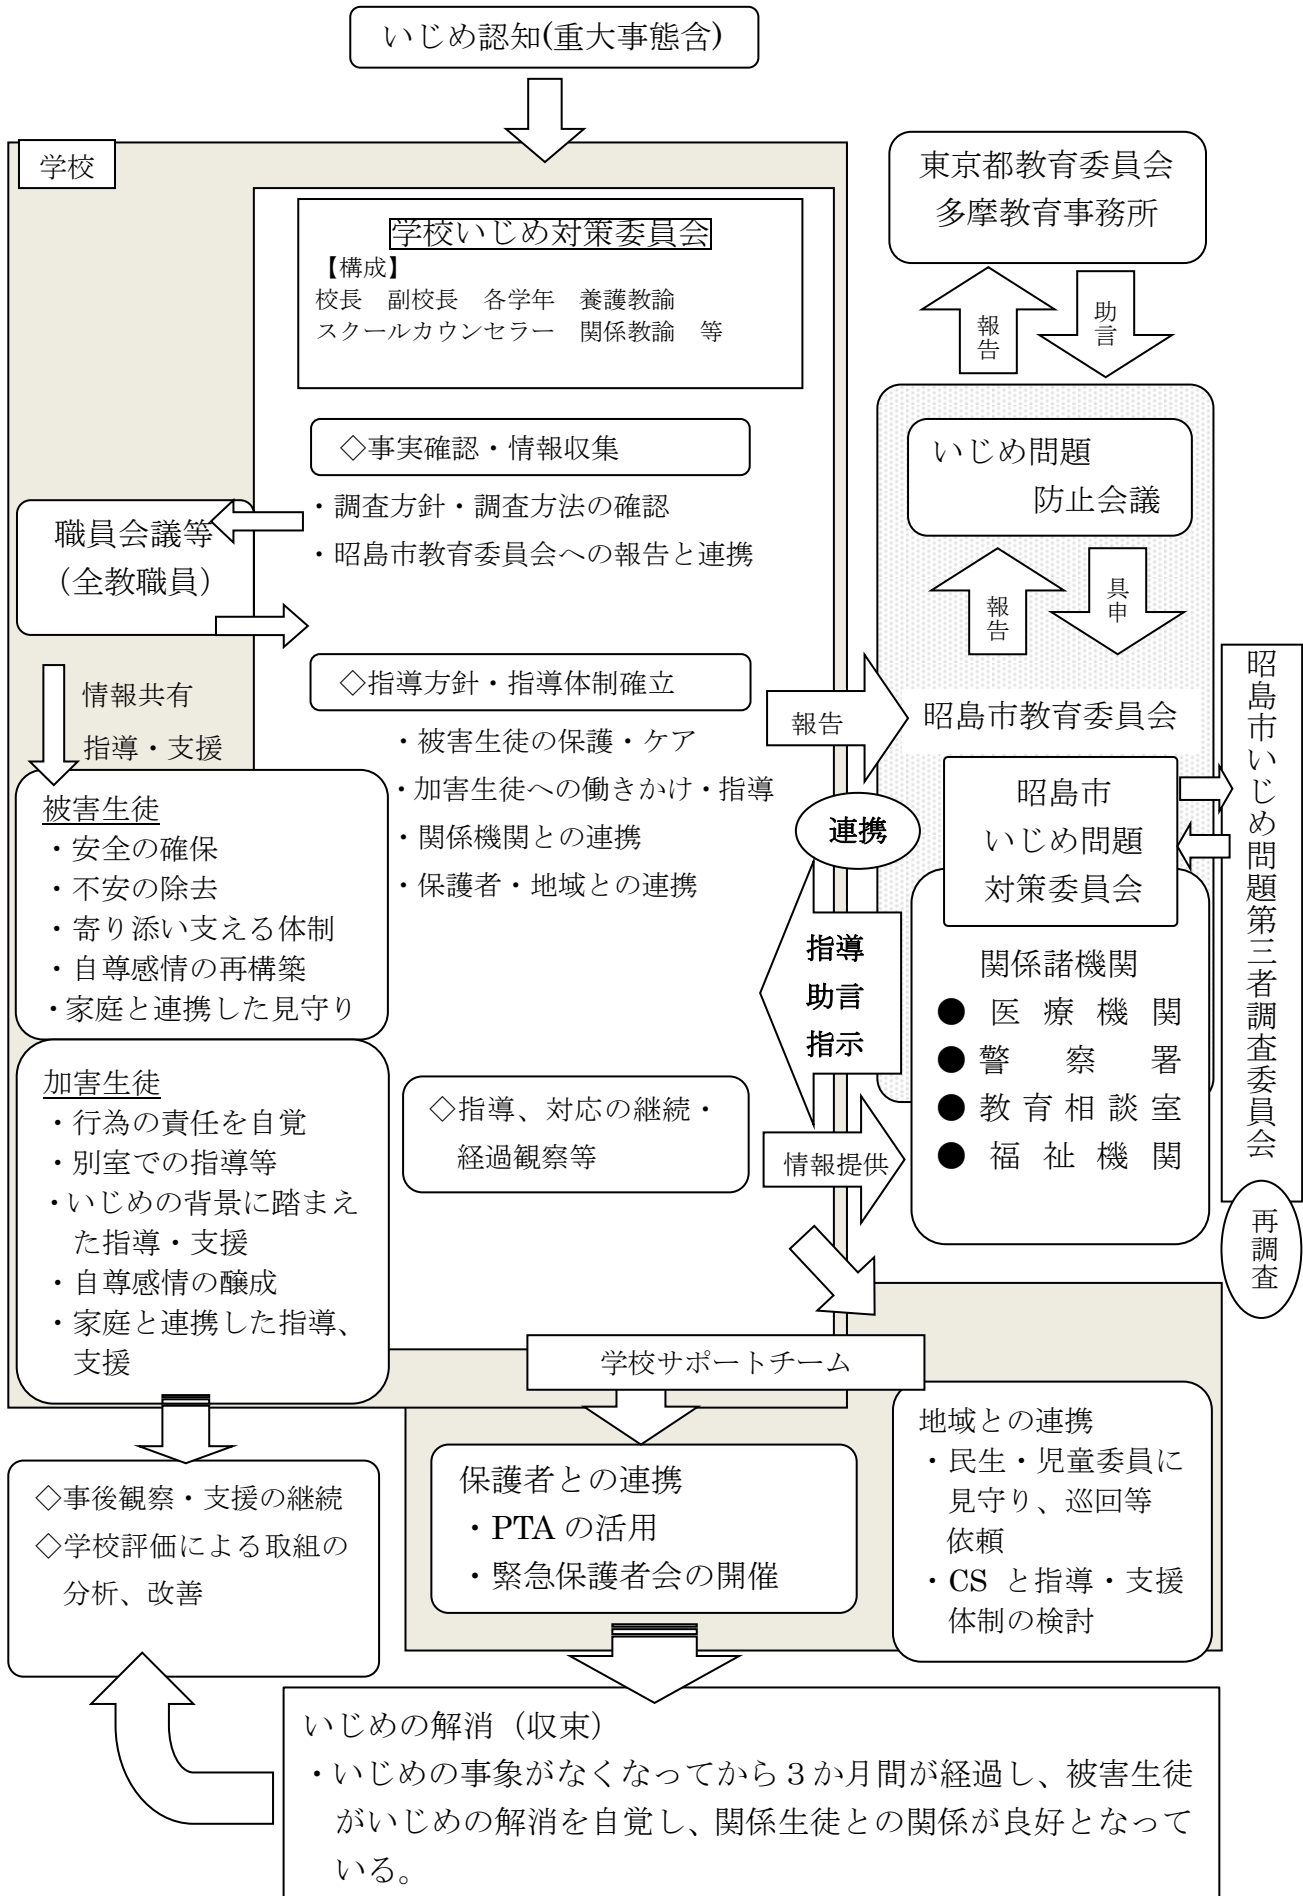 いじめ認知(重大事態含)
学校
学校いじめ対策委員会
【構成】
校長　副校長　各学年　養護教諭
スクールカウンセラー　関係教諭　等
◇事実確認・情報収集
・調査方針・調査方法の確認
・昭島市教育委員会への報告と連携
職員会議等
（全教職員）
◇指導方針・指導体制確立
・被害生徒の保護・ケア
・加害生徒への働きかけ・指導
・関係機関との連携
・保護者・地域との連携
情報共有
指導・支援
被害生徒
・安全の確保
・不安の除去
・寄り添い支える体制
・自尊感情の再構築
・家庭と連携した見守り
加害生徒
・行為の責任を自覚
・別室での指導等
・いじめの背景に踏まえ
た指導・支援
・自尊感情の醸成
・家庭と連携した指導、
支援
◇指導、対応の継続・
経過観察等
東京都教育委員会
多摩教育事務所
報告
助言
いじめ問題
防止会議
報告
具申
報告
昭島市教育委員会
連携
昭島市
いじめ問題
対策委員会
指導
助言
指示
関係諸機関
● 医療機関
● 警察署
● 教育相談室
● 福祉機関
情報提供
昭島市いじめ問題第三者調査委員会
再調査
学校サポートチーム
保護者との連携
・PTA の活用
・緊急保護者会の開催
地域との連携
・民生・児童委員に
見守り、巡回等
依頼
・CS と指導・支援
体制の検討
◇事後観察・支援の継続
◇学校評価による取組の
分析、改善
いじめの解消（収束）
・いじめの事象がなくなってから３か月間が経過し、被害生徒
がいじめの解消を自覚し、関係生徒との関係が良好となって
いる。